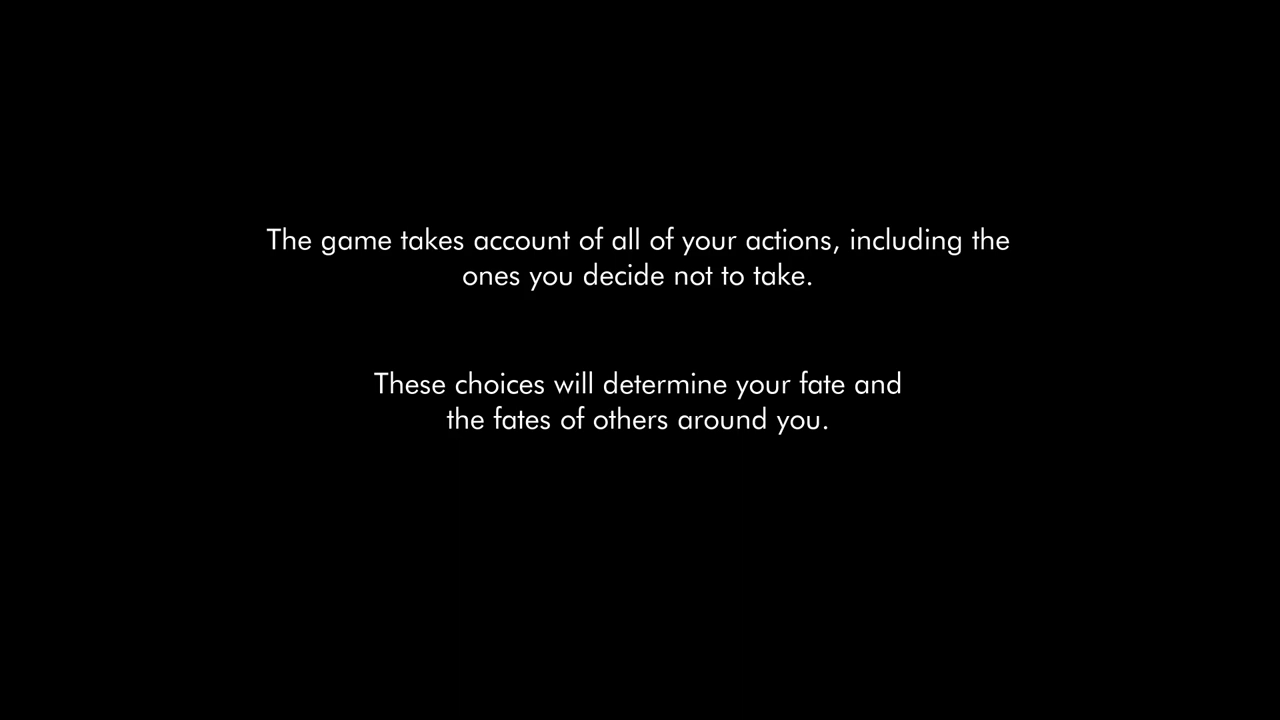 The game takes account of all of your actions, including the
ones you decide not to take.
These choices will determine your fate and
the fates of others around you.